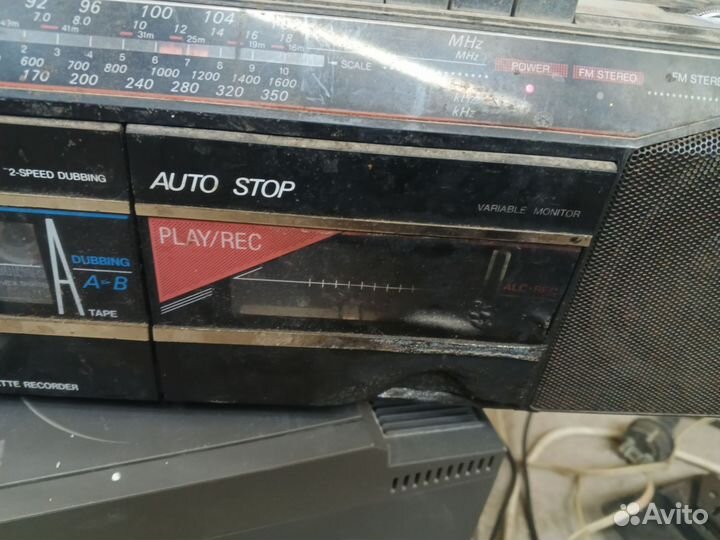 92 96 100 104
7.0 8.0 10 12 14 16 18
41m 31m 25m 19m 16m
MHz
MHz
2 3 4 5 6 7 8 9 10
SCALE
POWER
FM STEREO
FM STERE
600 700 800 1000 1200 1400 1600
kHz
170 200 240 280 320 350
kHz
2-SPEED DUBBING
AUTO STOP
VARIABLE MONITOR
PLAY/REC
DUBBING
A►B
A
TAPE
ALC·REC
TTE RECORDER
Avito